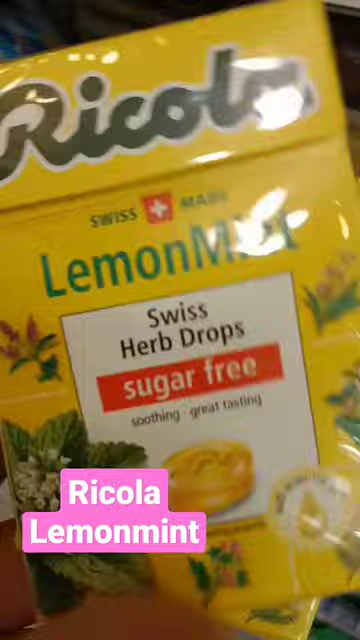 Ricola
SWISS MADE
LemonMint
Swiss
Herb Drops
sugar free
soothing · great tasting
Ricola
Lemonmint